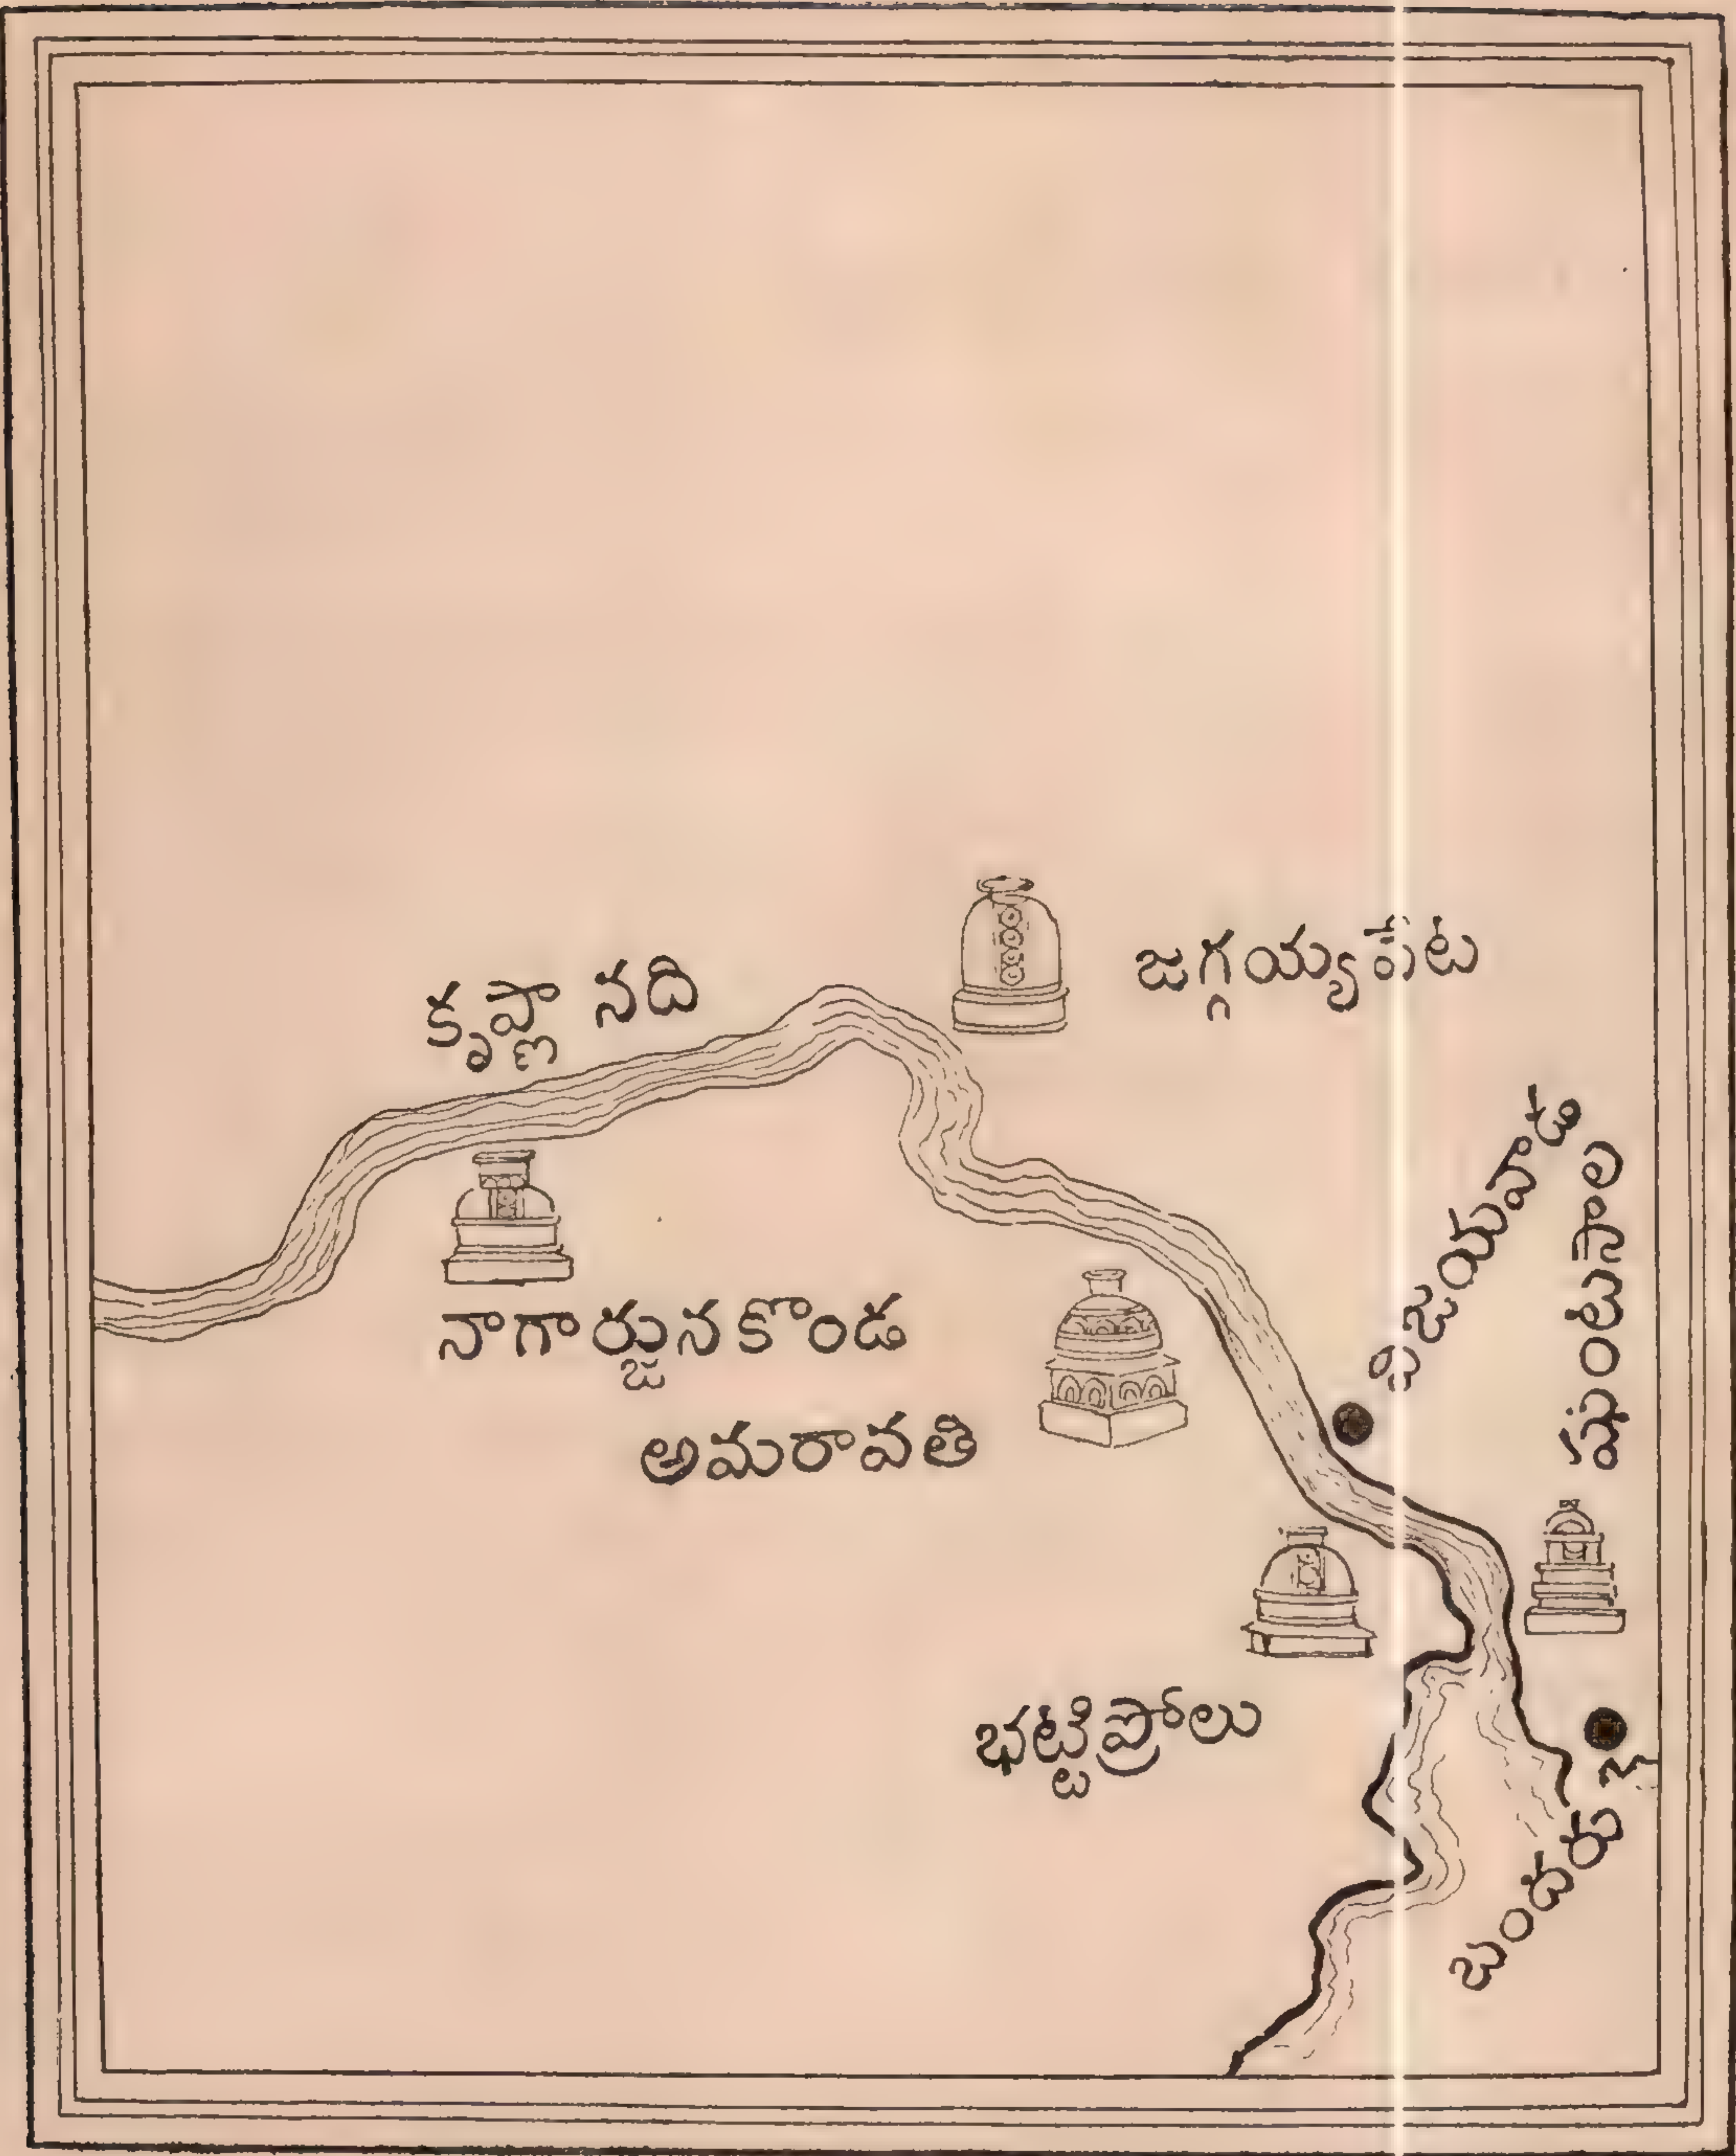 జగ్గయ్యపేట
కృష్ణా నది
విజయవాడ
ఘంటసాల
నాగార్జునకొండ
అమరావతి
భట్టిప్రోలు
బందరు